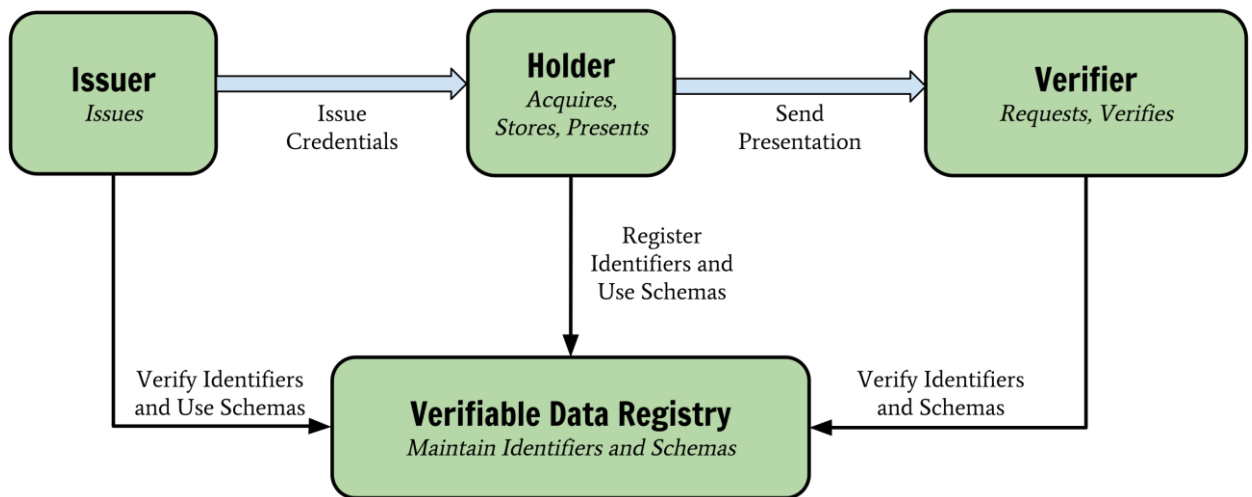 Issuer
Issues
Issue
Credentials
Holder
Acquires,
Stores, Presents
Send
Presentation
Verifier
Requests, Verifies
Register
Identifiers and
Use Schemas
Verify Identifiers
and Use Schemas
Verifiable Data Registry
Maintain Identifiers and Schemas
Verify Identifiers
and Schemas